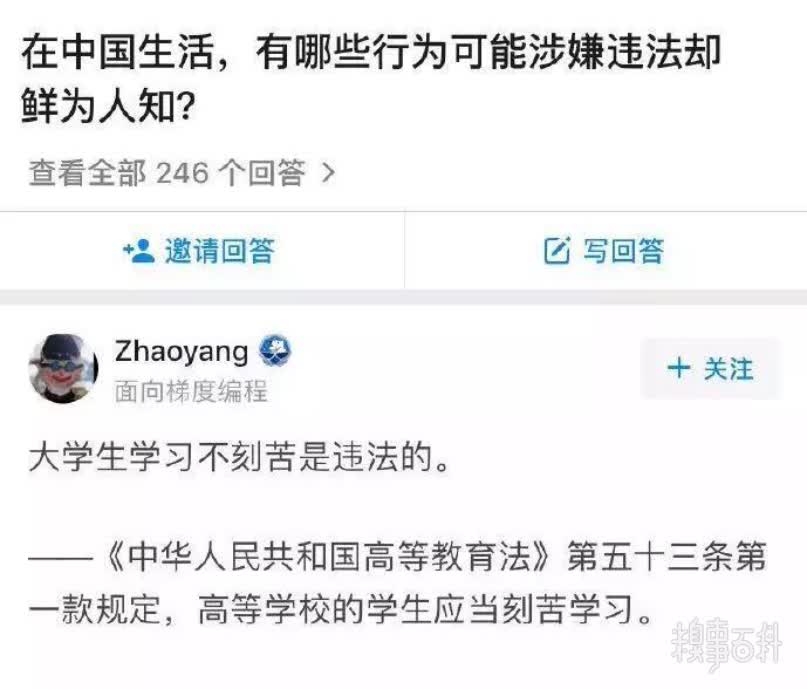 在中国生活，有哪些行为可能涉嫌违法却
鲜为人知？
查看全部 246 个回答 >
邀请回答
写回答
Zhaoyang
面向梯度编程
+ 关注
大学生学习不刻苦是违法的。
——《中华人民共和国高等教育法》第五十三条第
一款规定，高等学校的学生应当刻苦学习。
糗事百科